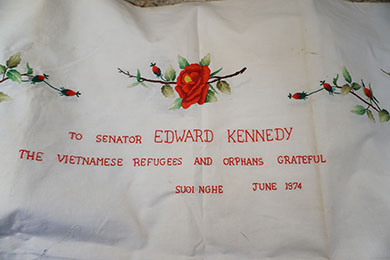 TO SENATOR EDWARD KENNEDY
THE VIETNAMESE REFUGEES AND ORPHANS GRATEFUL
SUOI NGHE JUNE 1974